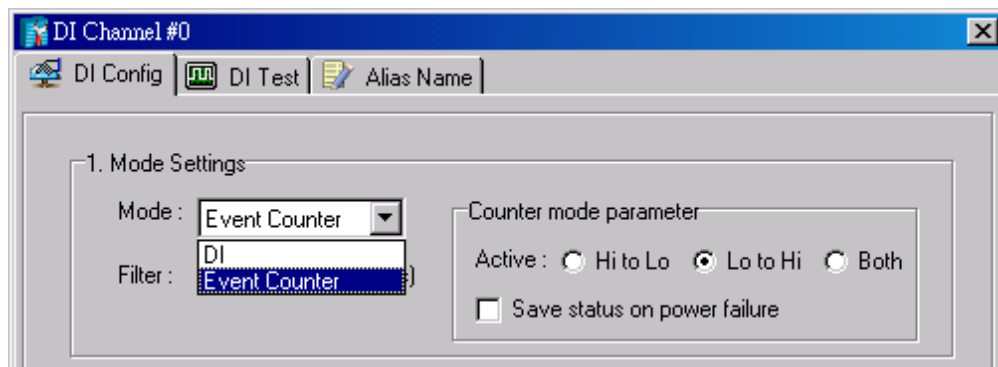 DI Channel #0
DI Config DI Test Alias Name
1. Mode Settings
Mode : Event Counter
DI
Event Counter
Filter :
Counter mode parameter
Active : Hi to Lo Lo to Hi Both
Save status on power failure